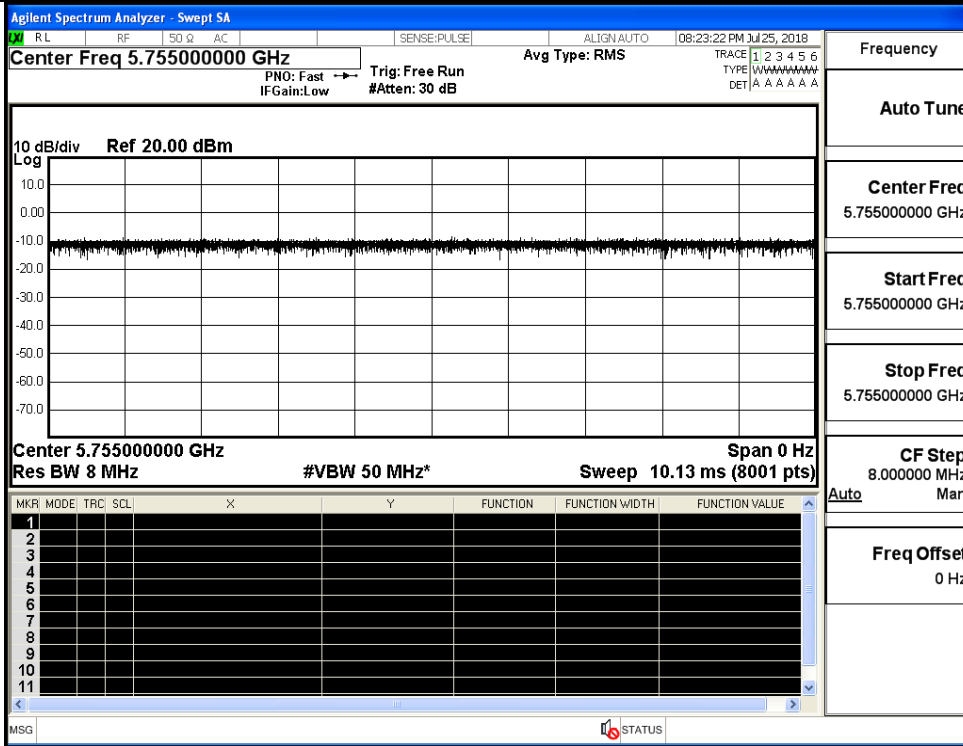 Agilent Spectrum Analyzer - Swept SA
LXI RL RF 50 Ω AC SENSE:PULSE ALIGN AUTO 08:23:22 PM Jul 25, 2018
Center Freq 5.755000000 GHz
PNO: Fast
IFGain:Low
Trig: Free Run
#Atten: 30 dB
Avg Type: RMS
TRACE 1 2 3 4 5 6
TYPE WWWWWW
DET A A A A A A
10 dB/div Ref 20.00 dBm
Log
10.0
0.00
-10.0
-20.0
-30.0
-40.0
-50.0
-60.0
-70.0
Center 5.755000000 GHz Span 0 Hz
Res BW 8 MHz #VBW 50 MHz* Sweep 10.13 ms (8001 pts)
MKR MODE TRC SCL X Y FUNCTION FUNCTION WIDTH FUNCTION VALUE
1
2
3
4
5
6
7
8
9
10
11
MSG STATUS
Frequency
Auto Tune
Center Freq
5.755000000 GHz
Start Freq
5.755000000 GHz
Stop Freq
5.755000000 GHz
CF Step
8.000000 MHz
Auto Man
Freq Offset
0 Hz